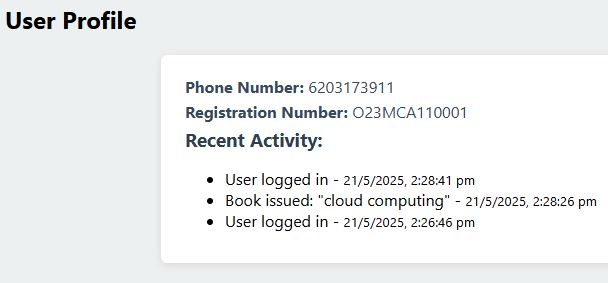 User Profile
Phone Number: 6203173911
Registration Number: O23MCA110001
Recent Activity:
User logged in - 21/5/2025, 2:28:41 pm
Book issued: "cloud computing" - 21/5/2025, 2:28:26 pm
User logged in - 21/5/2025, 2:26:46 pm